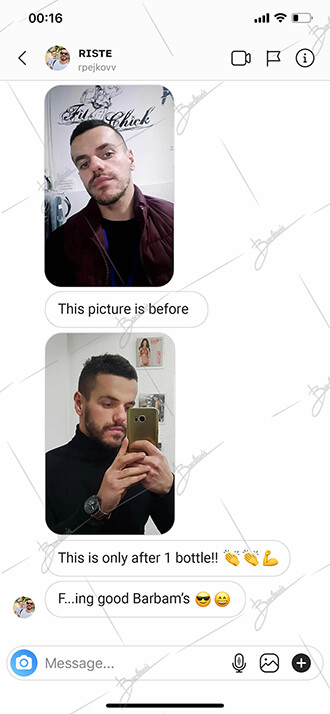 00:16
RISTE
rpejkovv
Fit Chick
This picture is before
This is only after 1 bottle!! 👏👏💪
F...ing good Barbam's 😎😄
Message...